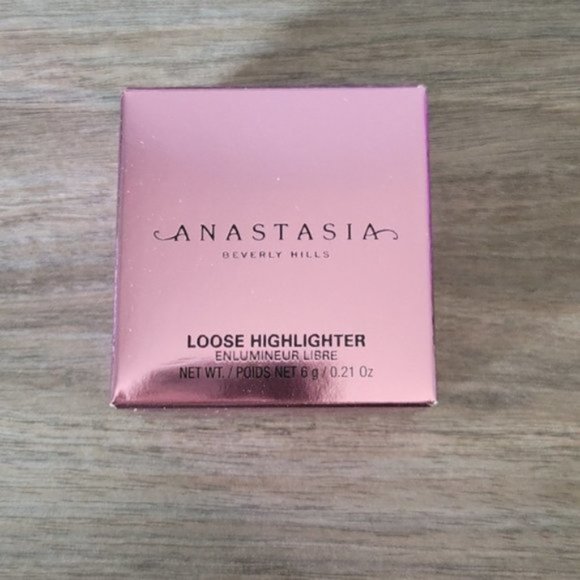 ANASTASIA
BEVERLY HILLS
LOOSE HIGHLIGHTER
ENLUMINEUR LIBRE
NET WT. / POIDS NET 6 g / 0.21 Oz